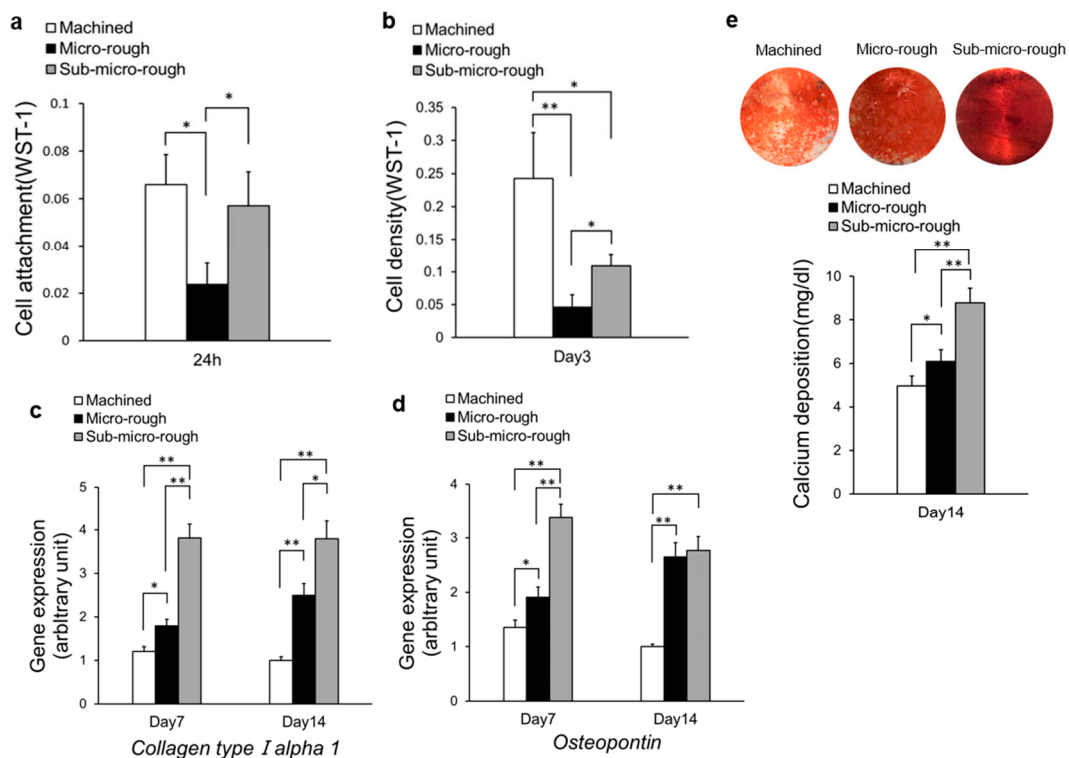 a
Machined
Micro-rough
Sub-micro-rough
Cell attachment(WST-1)
0.1
0.08
0.06
0.04
0.02
0
*
*
24h
b
Machined
Micro-rough
Sub-micro-rough
Cell density(WST-1)
0.35
0.3
0.25
0.2
0.15
0.1
0.05
0
*
**
*
Day3
e
Machined Micro-rough Sub-micro-rough
Machined
Micro-rough
Sub-micro-rough
Calcium deposition(mg/dl)
10
8
6
4
2
0
**
**
*
Day14
c
Machined
Micro-rough
Sub-micro-rough
Gene expression
(arbltrary unit)
5
4
3
2
1
0
**
**
*
**
*
**
Day7 Day14
Collagen type I alpha 1
d
Machined
Micro-rough
Sub-micro-rough
Gene expression
(arbltrary unit)
4
3
2
1
0
**
**
*
**
**
Day7 Day14
Osteopontin